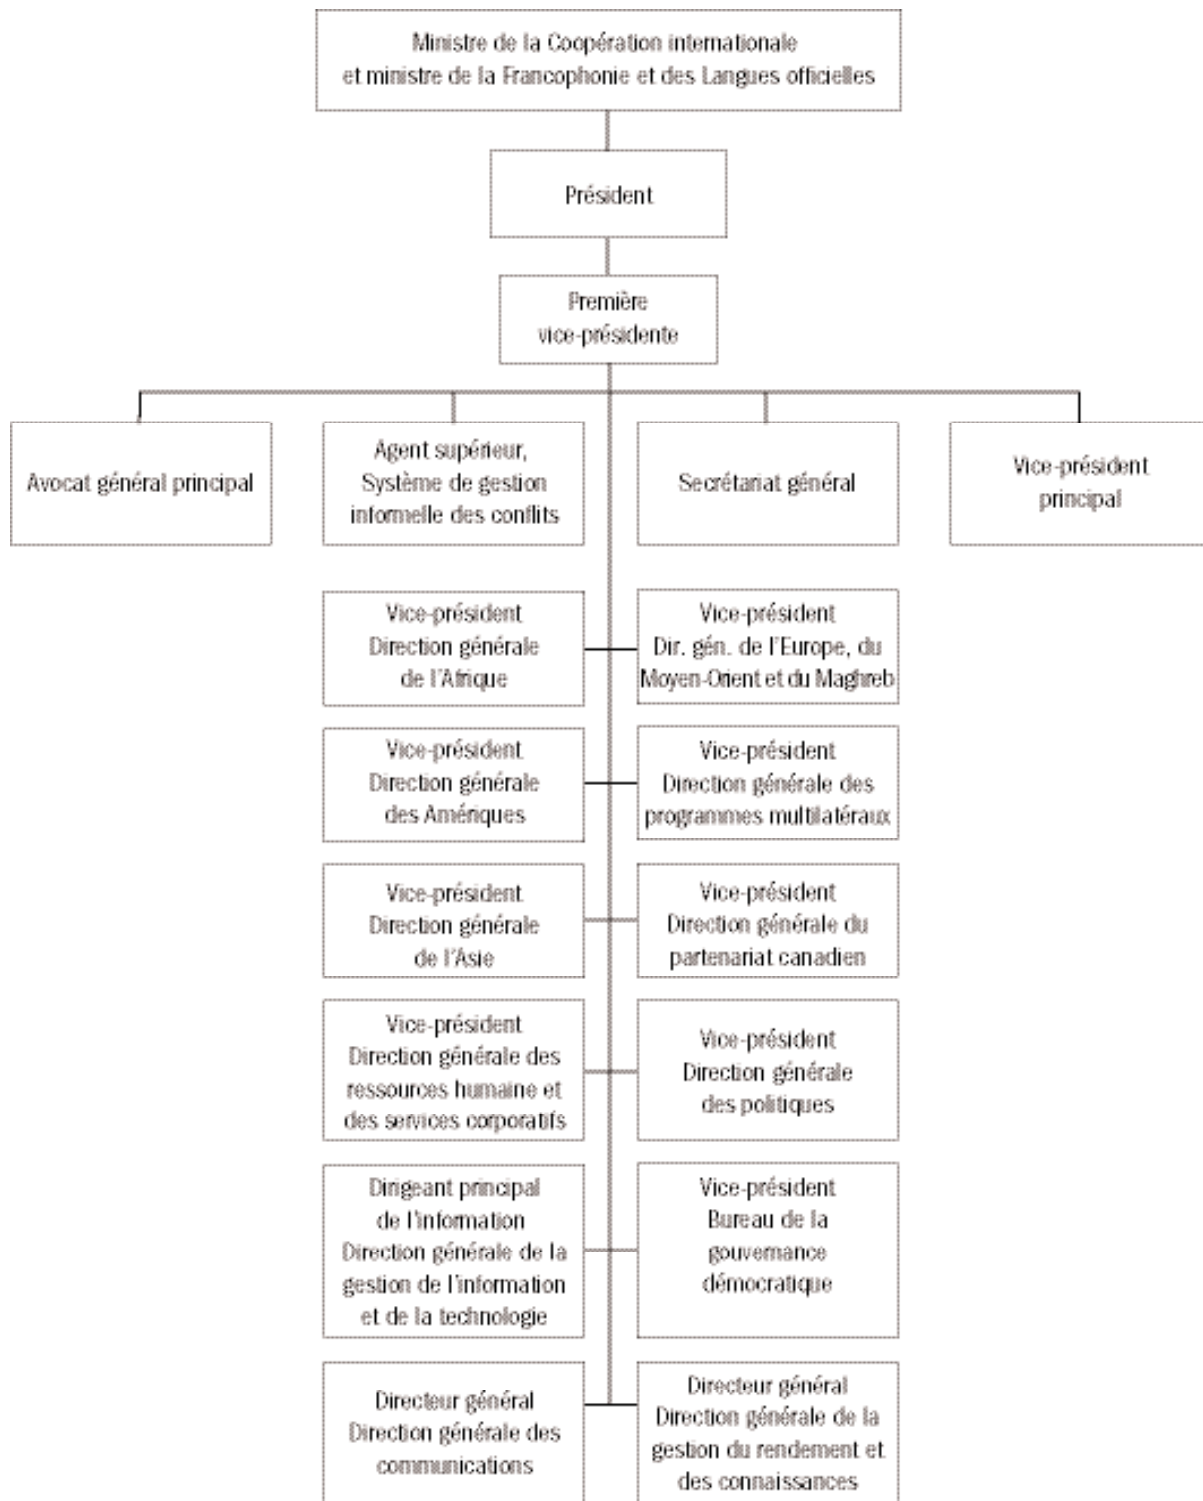 Ministre de la Coopération internationale
et ministre de la Francophonie et des Langues officielles
Président
Première
vice-présidente
Avocat général principal
Agent supérieur,
Système de gestion
informelle des conflits
Secrétariat général
Vice-président
principal
Vice-président
Direction générale
de l'Afrique
Vice-président
Dir. gén. de l'Europe, du
Moyen-Orient et du Maghreb
Vice-président
Direction générale
des Amériques
Vice-président
Direction générale des
programmes multilatéraux
Vice-président
Direction générale
de l'Asie
Vice-président
Direction générale du
partenariat canadien
Vice-président
Direction générale des
ressources humaine et
des services corporatifs
Vice-président
Direction générale
des politiques
Dirigeant principal
de l'information
Direction générale de la
gestion de l'information
et de la technologie
Vice-président
Bureau de la
gouvernance
démocratique
Directeur général
Direction générale des
communications
Directeur général
Direction générale de la
gestion du rendement et
des connaissances